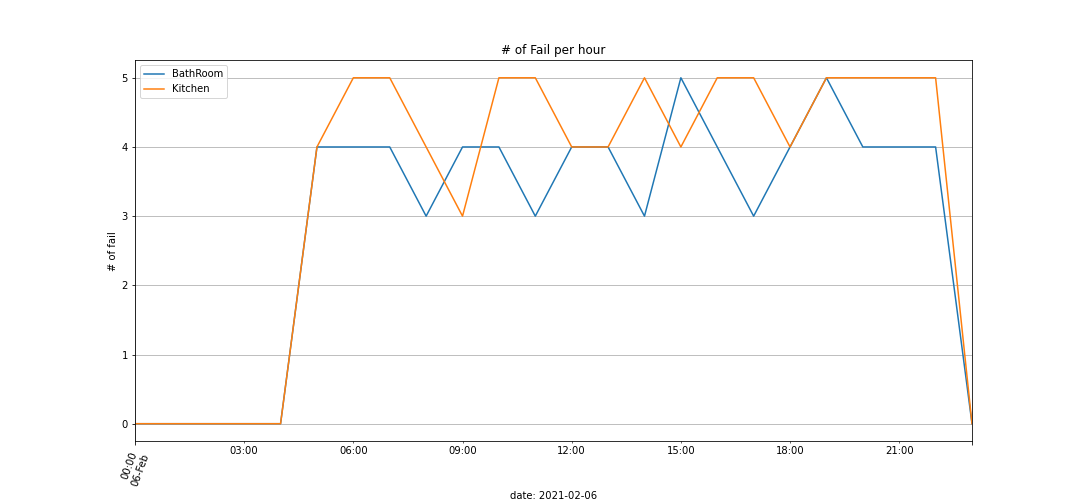 # of Fail per hour
BathRoom
Kitchen
# of fail
5
4
3
2
1
0
00:00
06-Feb
03:00
06:00
09:00
12:00
15:00
18:00
21:00
date: 2021-02-06